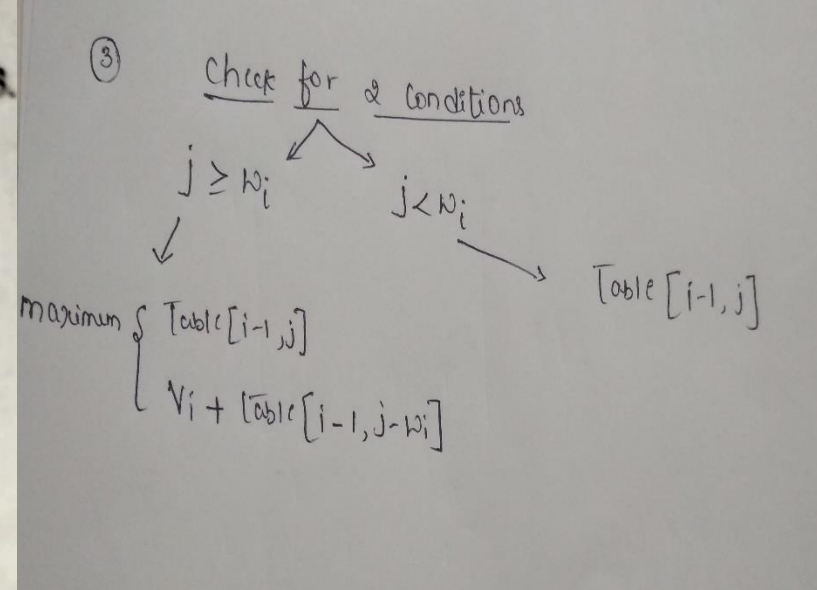 ③
Check for 2 Conditions
j ≥ wi
j < wi
Table [i-1, j]
maximum { Table [i-1, j]
Vi + Table [i-1, j-wi]